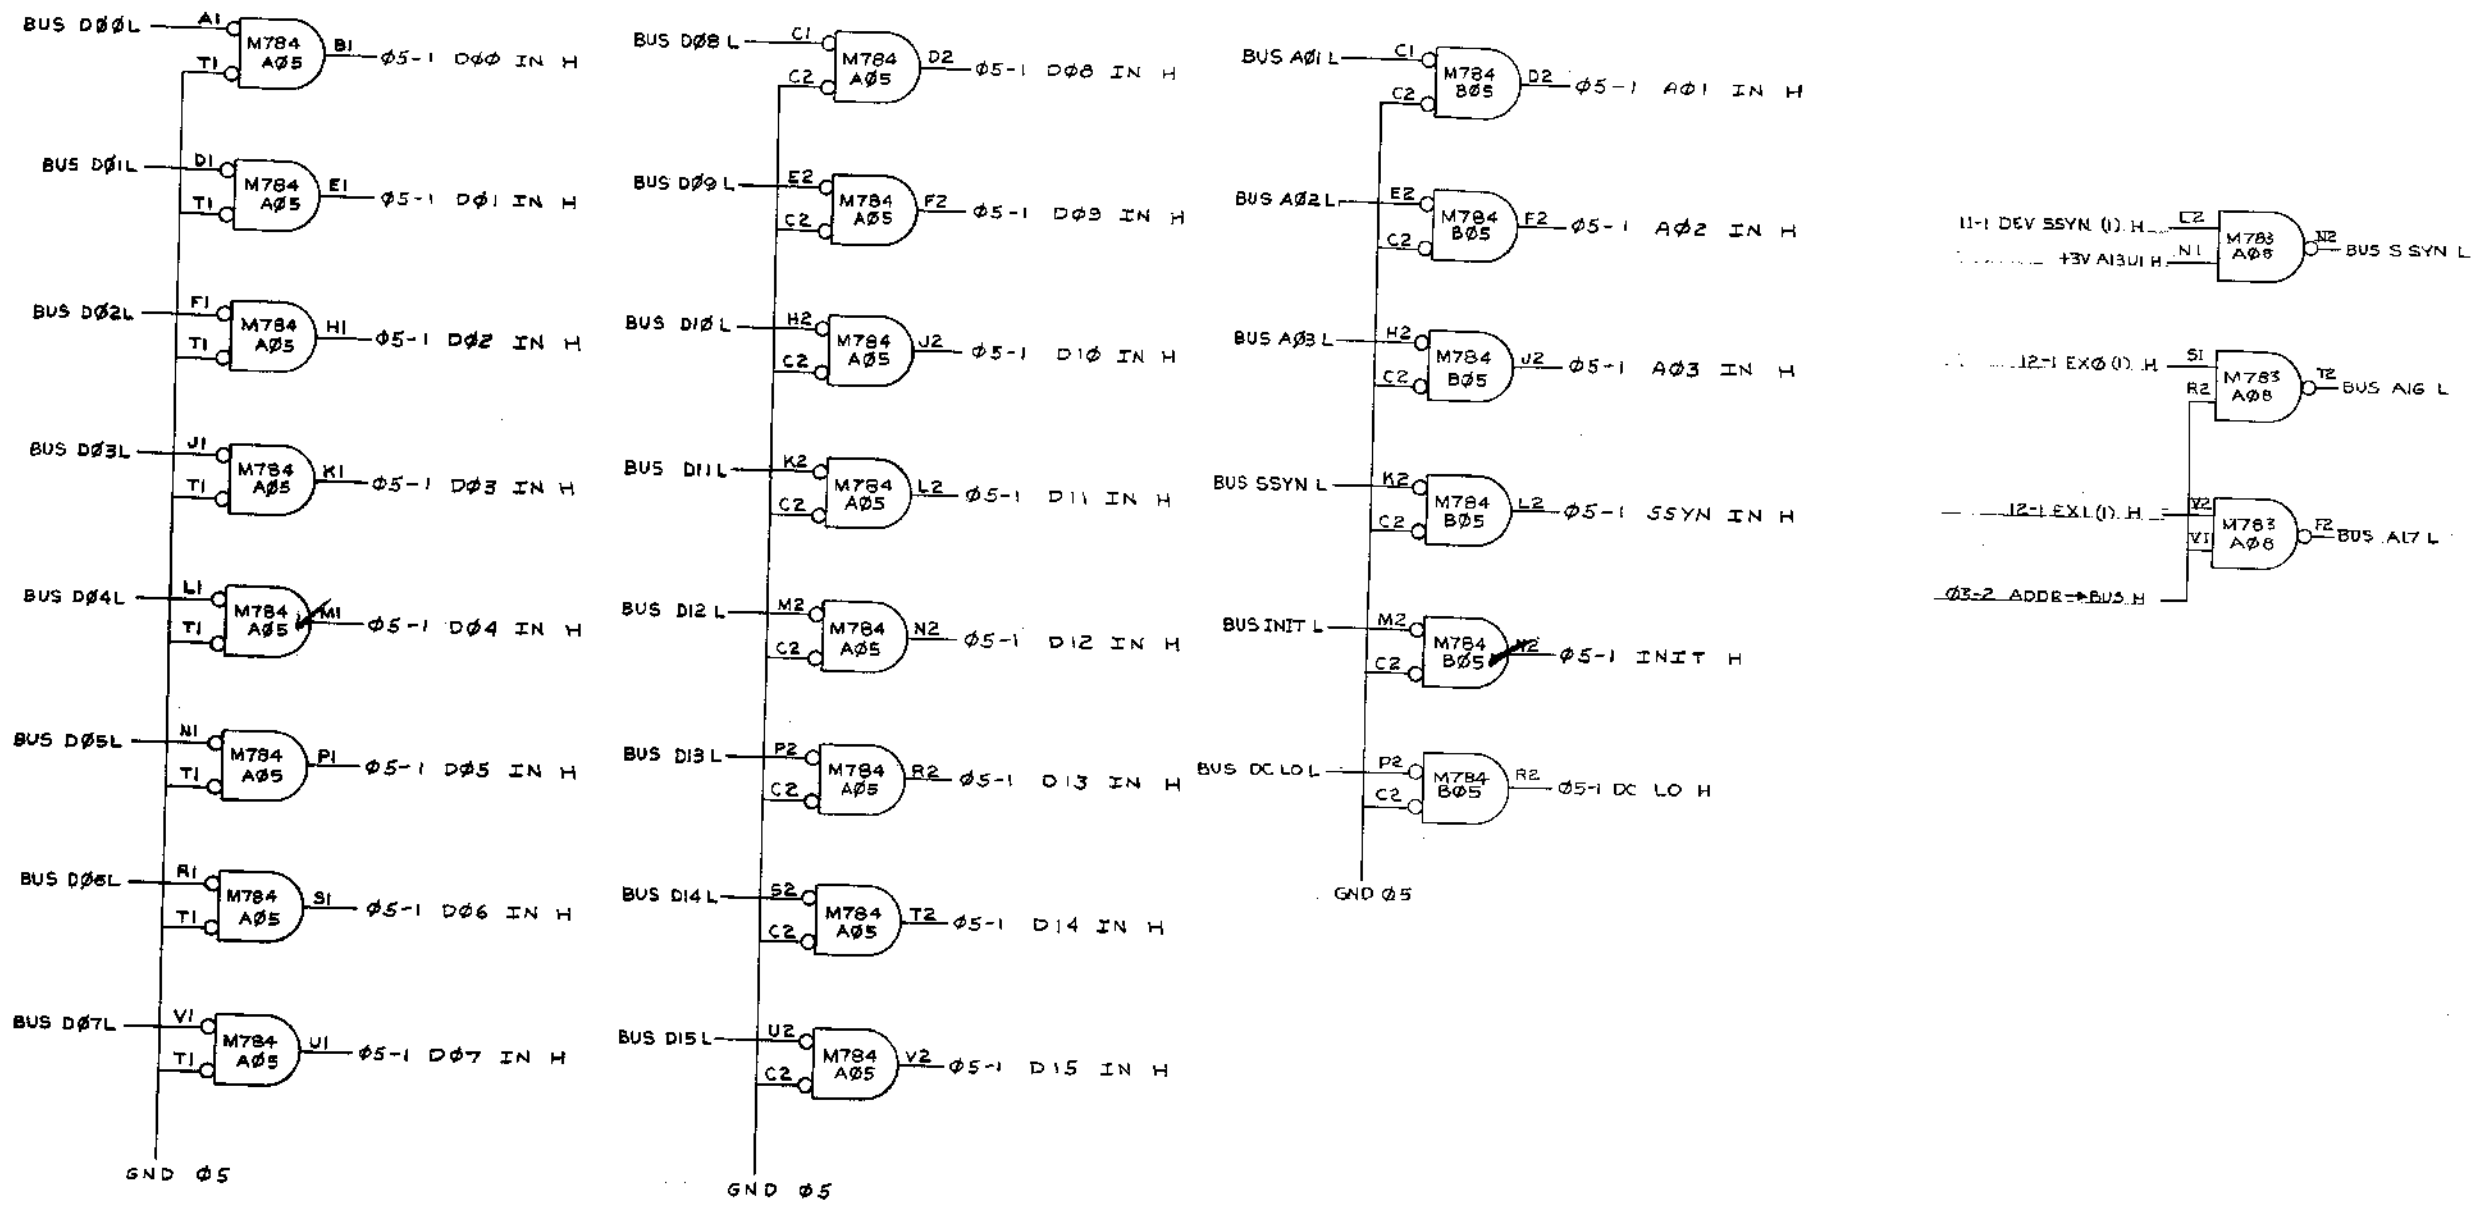 BUS DØØL A1 T1 M784 AØ5 B1 Ø5-1 DØØ IN H
BUS DØ1L D1 T1 M784 AØ5 E1 Ø5-1 DØ1 IN H
BUS DØ2L F1 T1 M784 AØ5 H1 Ø5-1 DØ2 IN H
BUS DØ3L J1 T1 M784 AØ5 K1 Ø5-1 DØ3 IN H
BUS DØ4L L1 T1 M784 AØ5 M1 Ø5-1 DØ4 IN H
BUS DØ5L N1 T1 M784 AØ5 P1 Ø5-1 DØ5 IN H
BUS DØ6L R1 T1 M784 AØ5 S1 Ø5-1 DØ6 IN H
BUS DØ7L V1 T1 M784 AØ5 U1 Ø5-1 DØ7 IN H
GND Ø5
BUS DØ8 L C1 C2 M784 AØ5 D2 Ø5-1 DØ8 IN H
BUS DØ9 L E2 C2 M784 AØ5 F2 Ø5-1 DØ9 IN H
BUS D1Ø L H2 C2 M784 AØ5 J2 Ø5-1 D1Ø IN H
BUS D11 L K2 C2 M784 AØ5 L2 Ø5-1 D11 IN H
BUS D12 L M2 C2 M784 AØ5 N2 Ø5-1 D12 IN H
BUS D13 L P2 C2 M784 AØ5 R2 Ø5-1 D13 IN H
BUS D14 L S2 C2 M784 AØ5 T2 Ø5-1 D14 IN H
BUS D15 L U2 C2 M784 AØ5 V2 Ø5-1 D15 IN H
GND Ø5
BUS AØ1 L C1 C2 M784 BØ5 D2 Ø5-1 AØ1 IN H
BUS AØ2 L E2 C2 M784 BØ5 F2 Ø5-1 AØ2 IN H
BUS AØ3 L H2 C2 M784 BØ5 J2 Ø5-1 AØ3 IN H
BUS SSYN L K2 C2 M784 BØ5 L2 Ø5-1 SSYN IN H
BUS INIT L M2 C2 M784 BØ5 Ø5-1 INIT H
BUS DC LO L P2 C2 M784 BØ5 R2 Ø5-1 DC LO H
GND Ø5
11-1 DEV SSYN (1) H
+3V A13U1 H N1 M783 AØ8 N2 BUS SSYN L
12-1 EXØ (1) H S1 R2 M783 AØ8 T2 BUS A16 L
12-1 EX1 (1) H V2 V1 M783 AØ8 F2 BUS A17 L
Ø3-2 ADDR→BUS H